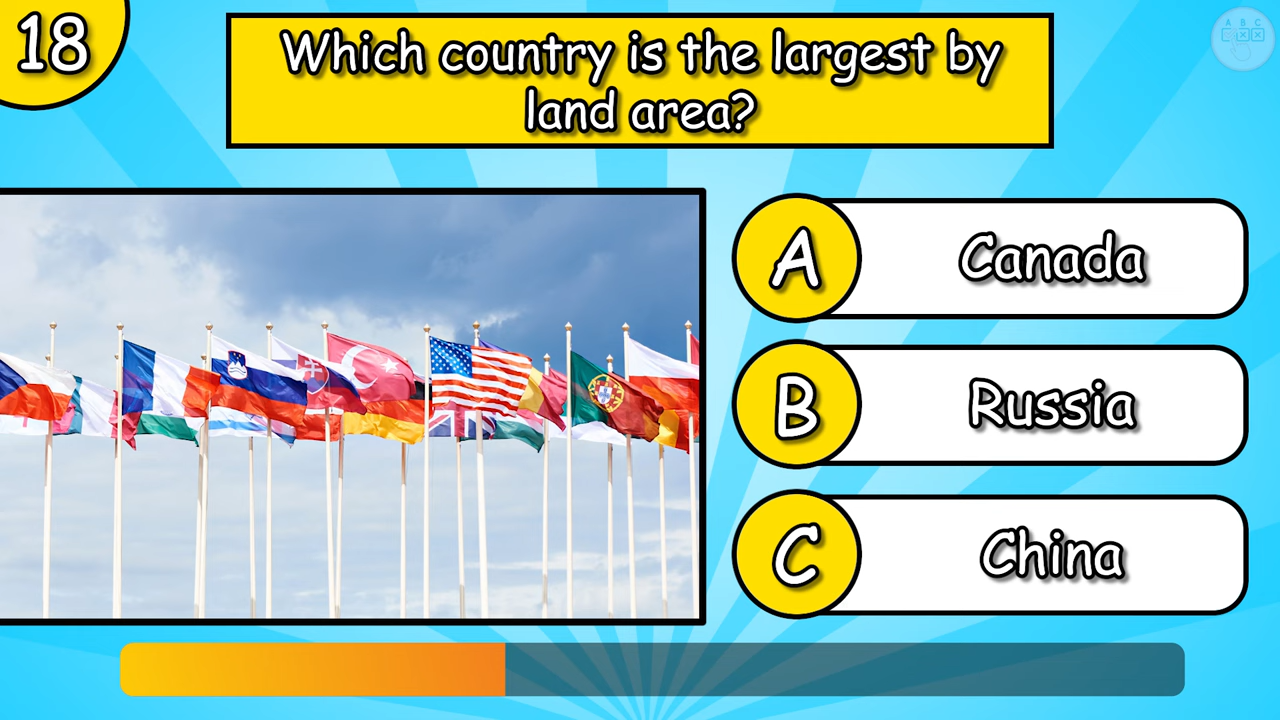 18
Which country is the largest by
land area?
A B C
A Canada
B Russia
C China